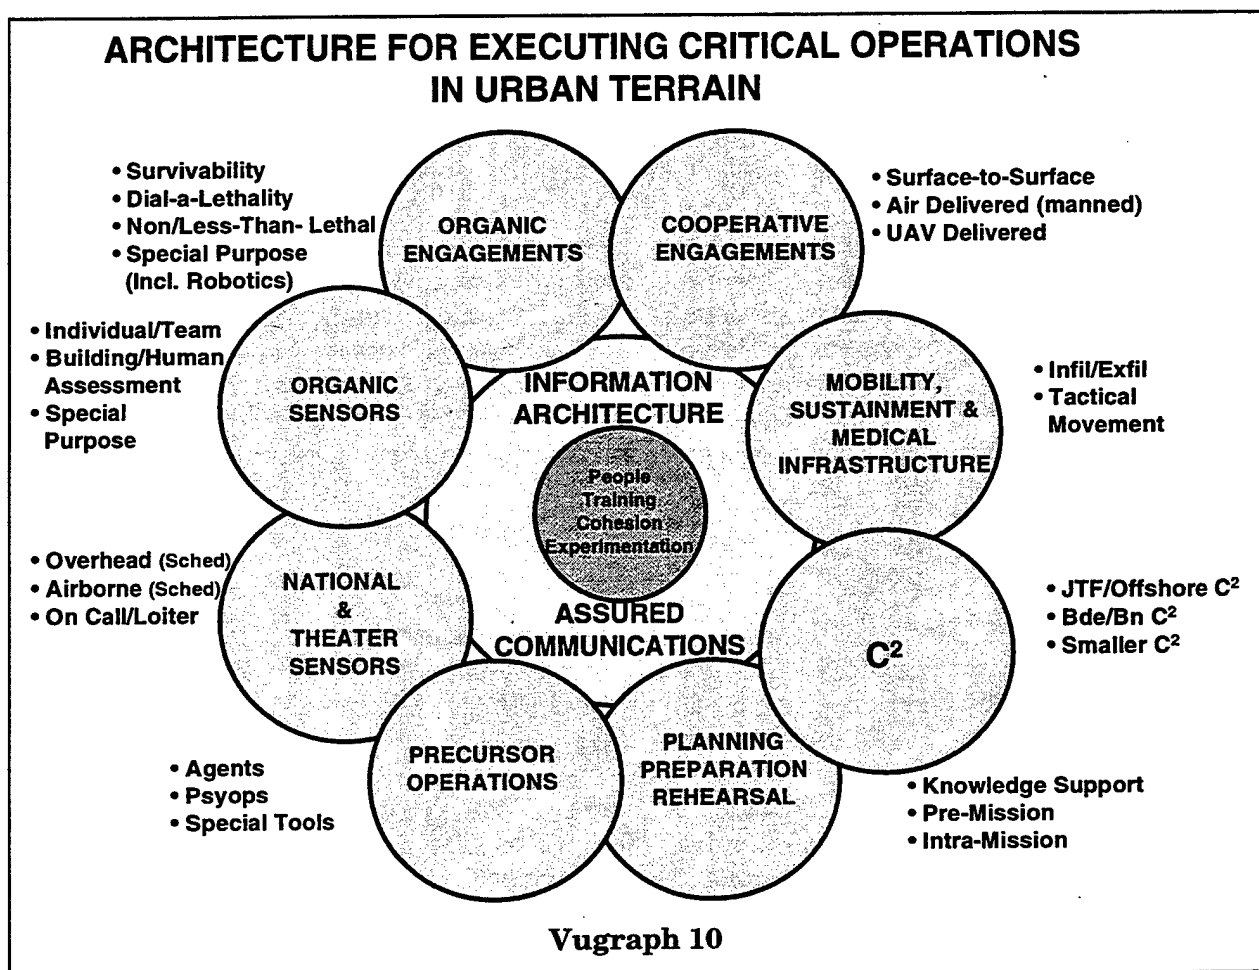 ARCHITECTURE FOR EXECUTING CRITICAL OPERATIONS
IN URBAN TERRAIN
• Survivability
• Dial-a-Lethality
• Non/Less-Than- Lethal
• Special Purpose
(Incl. Robotics)
ORGANIC
ENGAGEMENTS
COOPERATIVE
ENGAGEMENTS
• Surface-to-Surface
• Air Delivered (manned)
• UAV Delivered
• Individual/Team
• Building/Human
Assessment
• Special
Purpose
ORGANIC
SENSORS
INFORMATION
ARCHITECTURE
MOBILITY,
SUSTAINMENT &
MEDICAL
INFRASTRUCTURE
• Infil/Exfil
• Tactical
Movement
People
Training
Cohesion
Experimentation
• Overhead (Sched)
• Airborne (Sched)
• On Call/Loiter
NATIONAL
&
THEATER
SENSORS
ASSURED
COMMUNICATIONS
C²
• JTF/Offshore C²
• Bde/Bn C²
• Smaller C²
• Agents
• Psyops
• Special Tools
PRECURSOR
OPERATIONS
PLANNING
PREPARATION
REHEARSAL
• Knowledge Support
• Pre-Mission
• Intra-Mission
Vugraph 10